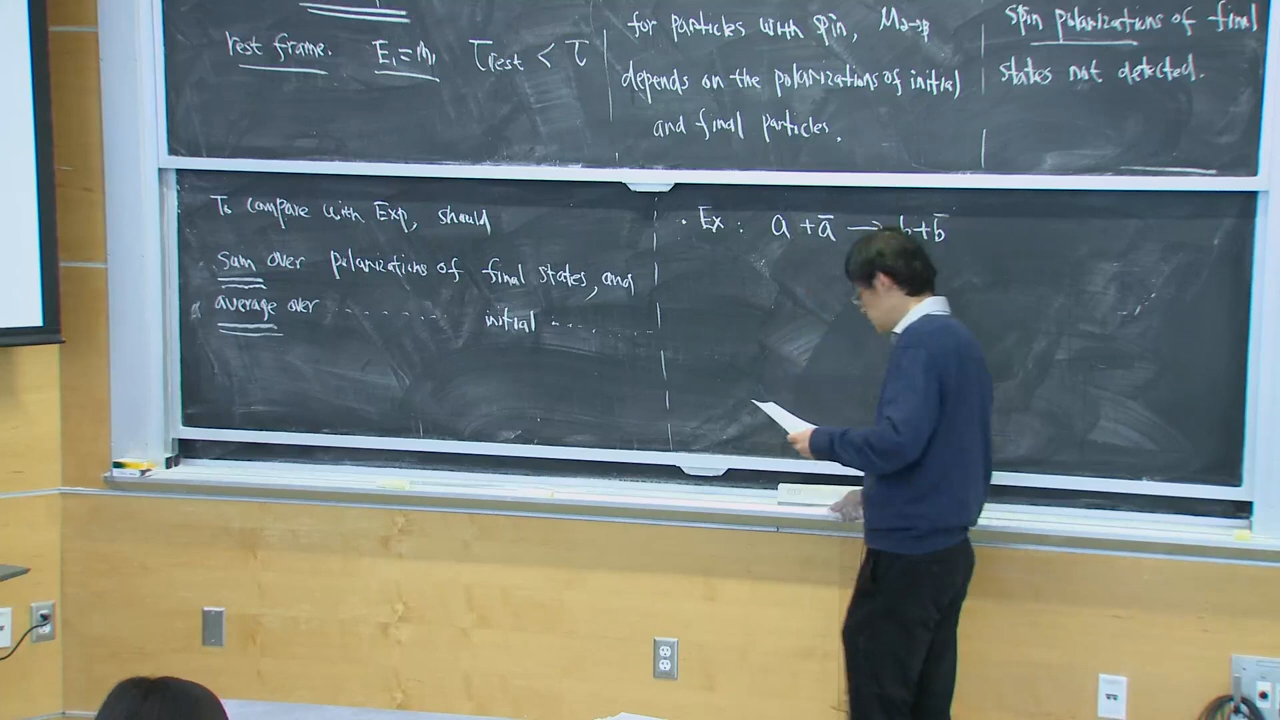 rest frame. E₁=M₁ τ_rest < τ
for particles with spin, M₂→p
depends on the polarizations of initial
and final particles.
spin polarizations of final
states not detected.
To compare with Exp, should
sum over polarizations of final states, and
average over ........ initial .......
· Ex : a + ā → b + b̄